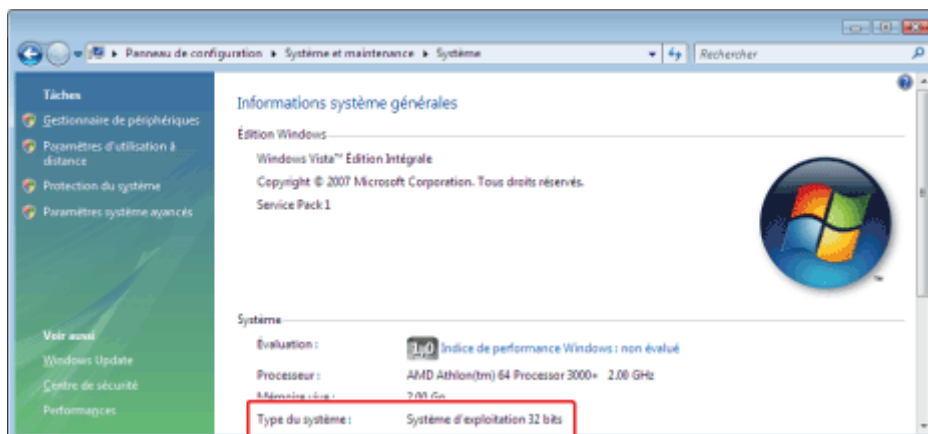 Panneau de configuration ▸ Système et maintenance ▸ Système
Rechercher
Tâches
Gestionnaire de périphériques
Paramètres d'utilisation à
distance
Protection du système
Paramètres système avancés
Voir aussi
Windows Update
Centre de sécurité
Performances
Informations système générales
Édition Windows
Windows Vista™ Édition Intégrale
Copyright © 2007 Microsoft Corporation. Tous droits réservés.
Service Pack 1
Système
Évaluation :
1,0 Indice de performance Windows : non évalué
Processeur :
AMD Athlon(tm) 64 Processor 3000+ 2.00 GHz
Mémoire vive :
2,00 Go
Type du système :
Système d'exploitation 32 bits